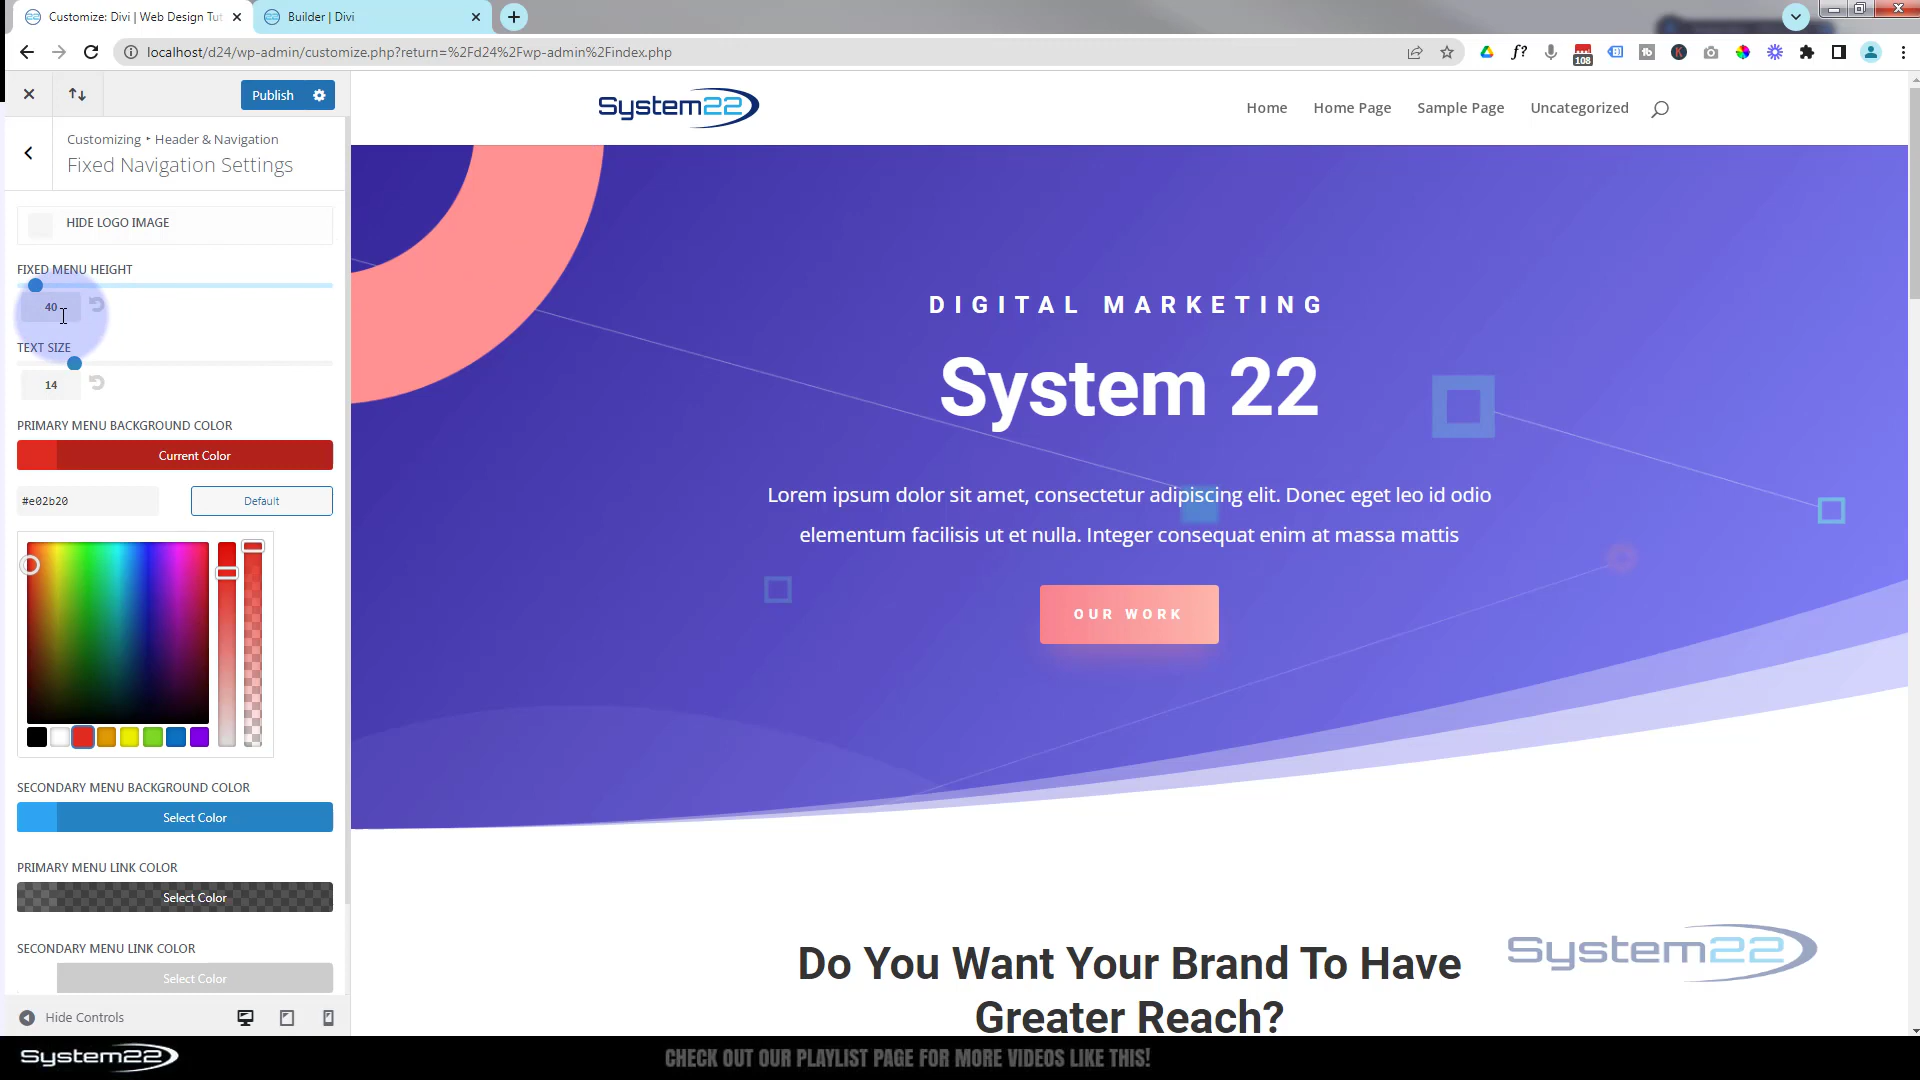 Customize: Divi | Web Design Tut
Builder | Divi
localhost/d24/wp-admin/customize.php?return=%2Fd24%2Fwp-admin%2Findex.php
108
Publish
Customizing ‣ Header & Navigation
Fixed Navigation Settings
HIDE LOGO IMAGE
FIXED MENU HEIGHT
40
TEXT SIZE
14
PRIMARY MENU BACKGROUND COLOR
Current Color
#e02b20
Default
SECONDARY MENU BACKGROUND COLOR
Select Color
PRIMARY MENU LINK COLOR
Select Color
SECONDARY MENU LINK COLOR
Select Color
Hide Controls
System22
Home
Home Page
Sample Page
Uncategorized
DIGITAL MARKETING
System 22
Lorem ipsum dolor sit amet, consectetur adipiscing elit. Donec eget leo id odio
elementum facilisis ut et nulla. Integer consequat enim at massa mattis
OUR WORK
Do You Want Your Brand To Have
Greater Reach?
System22
System22
CHECK OUT OUR PLAYLIST PAGE FOR MORE VIDEOS LIKE THIS!